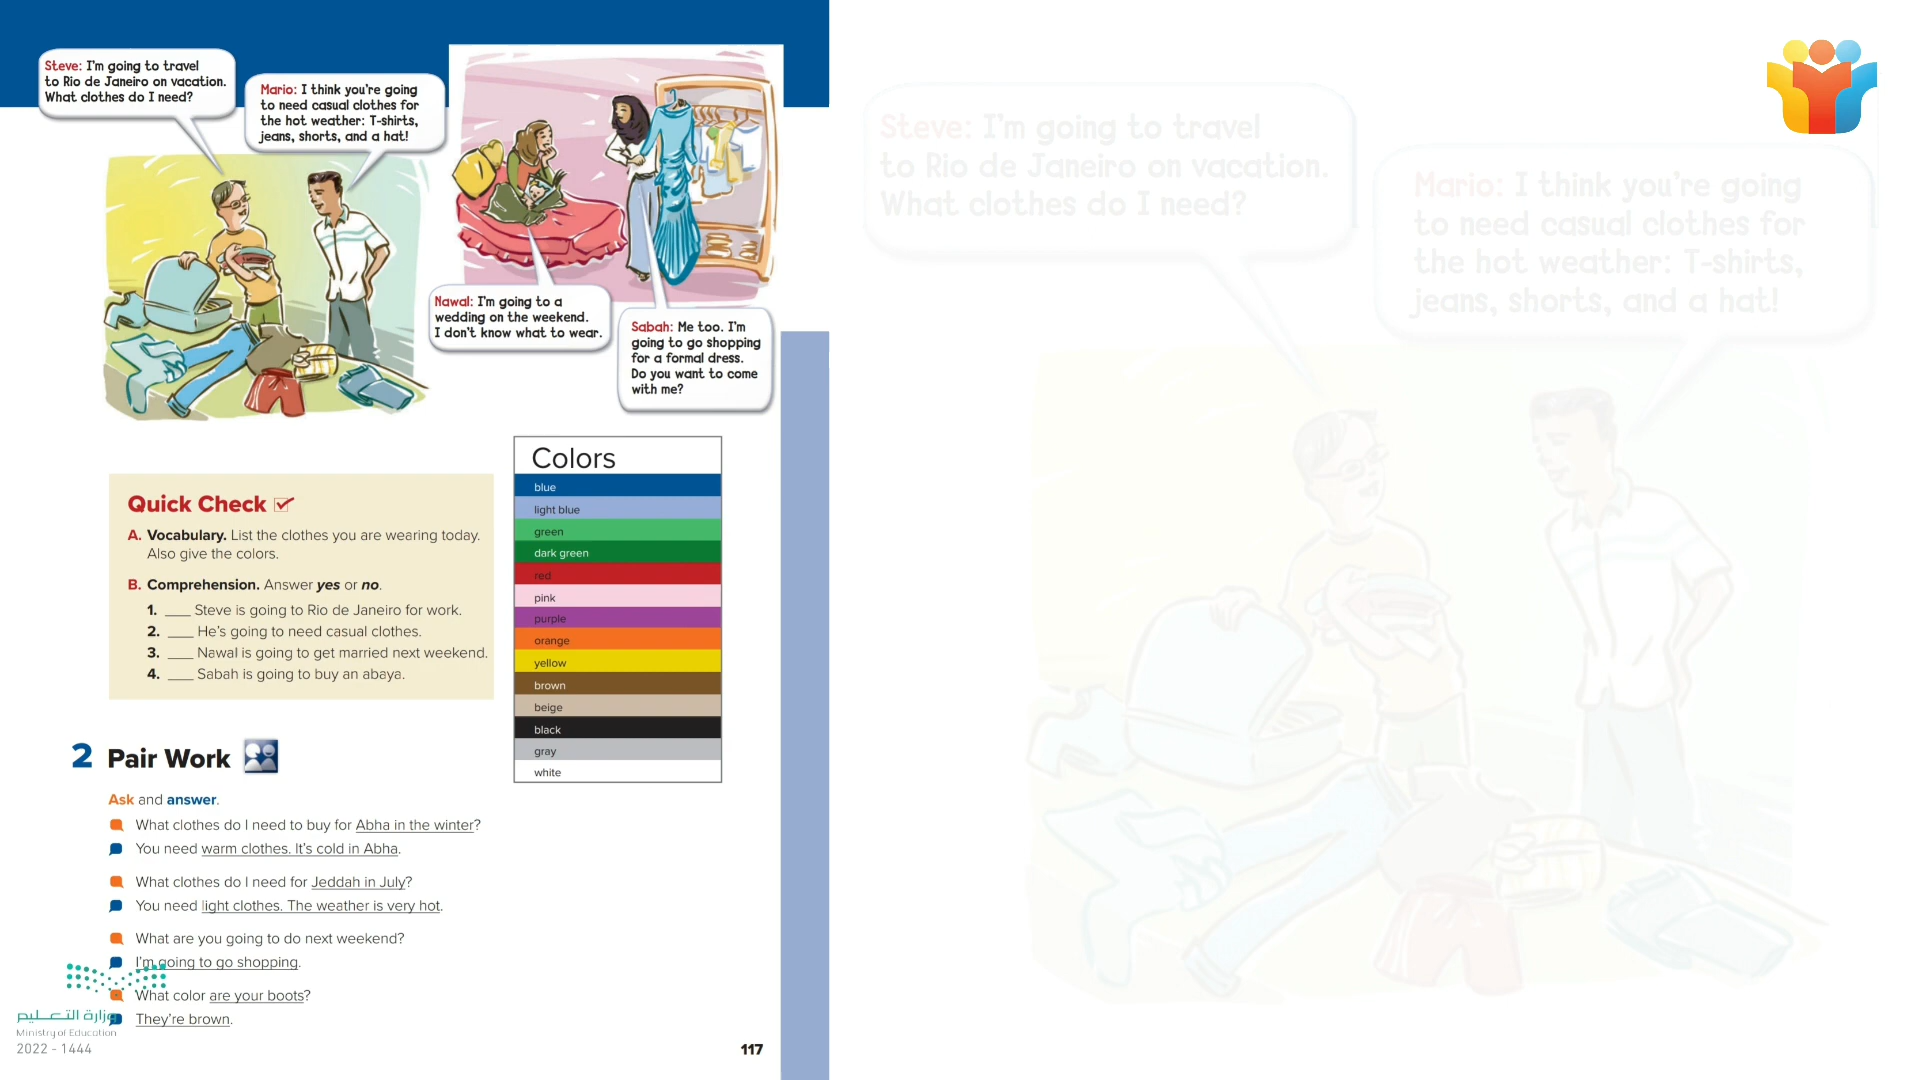 Steve: I'm going to travel
to Rio de Janeiro on vacation.
What clothes do I need?
Mario: I think you're going
to need casual clothes for
the hot weather: T-shirts,
jeans, shorts, and a hat!
Nawal: I'm going to a
wedding on the weekend.
I don't know what to wear.
Sabah: Me too. I'm
going to go shopping
for a formal dress.
Do you want to come
with me?
Quick Check
A. Vocabulary. List the clothes you are wearing today.
Also give the colors.
B. Comprehension. Answer yes or no.
1. ___ Steve is going to Rio de Janeiro for work.
2. ___ He's going to need casual clothes.
3. ___ Nawal is going to get married next weekend.
4. ___ Sabah is going to buy an abaya.
Colors
blue
light blue
green
dark green
red
pink
purple
orange
yellow
brown
beige
black
gray
white
2 Pair Work
Ask and answer.
What clothes do I need to buy for Abha in the winter?
You need warm clothes. It's cold in Abha.
What clothes do I need for Jeddah in July?
You need light clothes. The weather is very hot.
What are you going to do next weekend?
I'm going to go shopping.
What color are your boots?
They're brown.
وزارة التعليم
Ministry of Education
2022 - 1444
117
Steve: I'm going to travel
to Rio de Janeiro on vacation.
What clothes do I need?
Mario: I think you're going
to need casual clothes for
the hot weather: T-shirts,
jeans, shorts, and a hat!